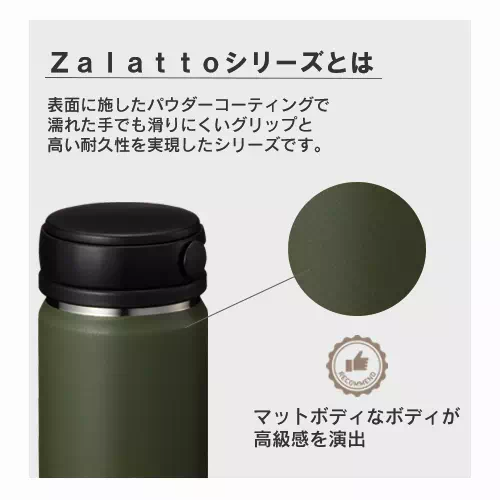 Ｚａｌａｔｔｏシリーズとは
表面に施したパウダーコーティングで
濡れた手でも滑りにくいグリップと
高い耐久性を実現したシリーズです。
RECOMMEND
マットボディなボディが
高級感を演出